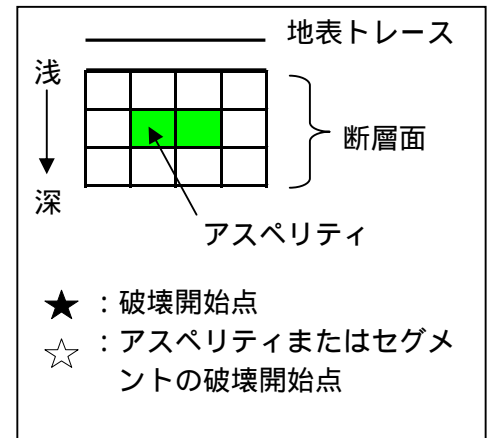 地表トレース
浅
深
断層面
アスペリティ
★：破壊開始点
☆：アスペリティまたはセグメ
ントの破壊開始点